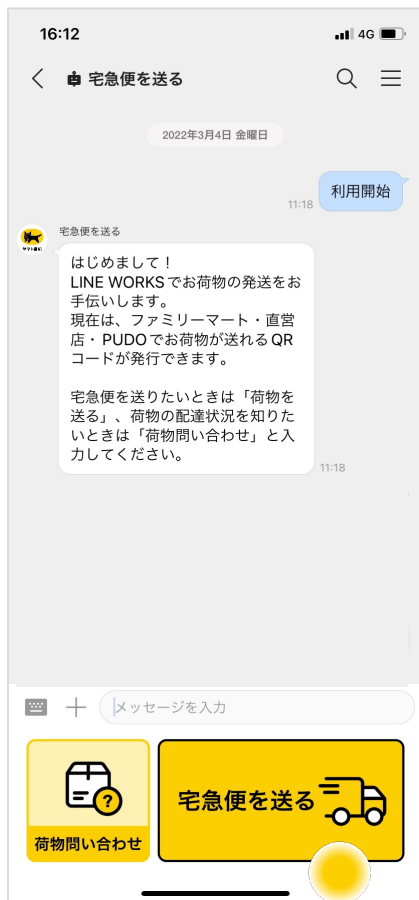 16:12
4G
宅急便を送る
2022年3月4日 金曜日
利用開始
11:18
宅急便を送る
はじめまして！
LINE WORKSでお荷物の発送をお
手伝いします。
現在は、ファミリーマート・直営
店・PUDOでお荷物が送れるQR
コードが発行できます。
宅急便を送りたいときは「荷物を
送る」、荷物の配達状況を知りた
いときは「荷物問い合わせ」と入
力してください。
11:18
メッセージを入力
?
荷物問い合わせ
宅急便を送る